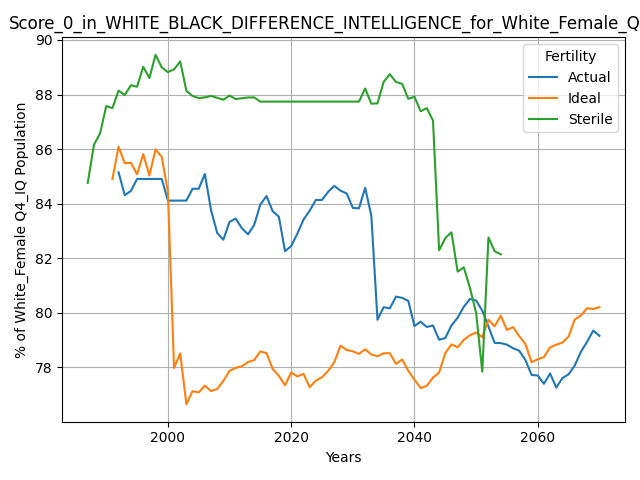 Score_0_in_WHITE_BLACK_DIFFERENCE_INTELLIGENCE_for_White_Female_Q
90
88
86
84
82
80
78
% of White_Female Q4_IQ Population
Fertility
Actual
Ideal
Sterile
2000
2020
2040
2060
Years